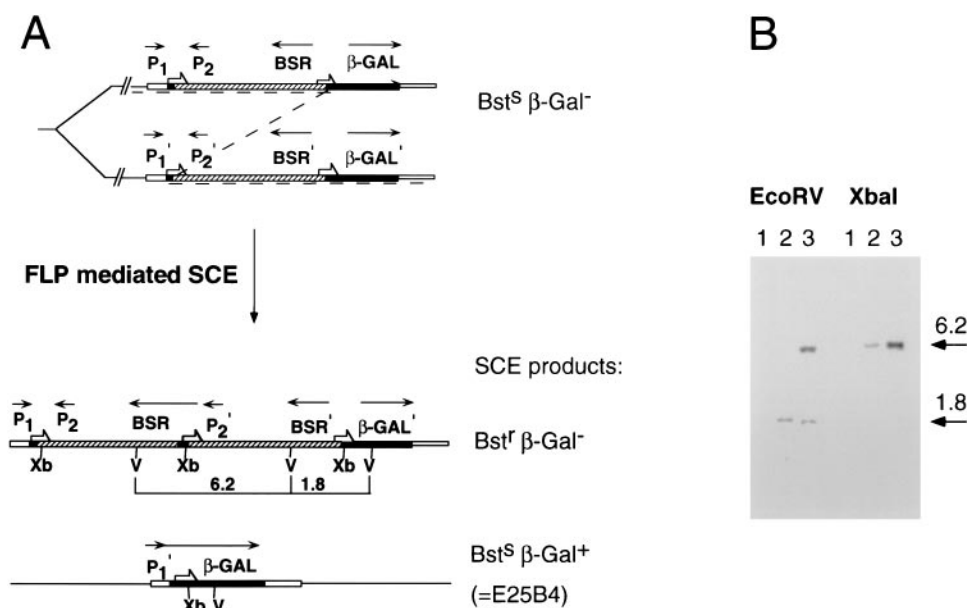 A
B
P1 P2 BSR β-GAL
Bstˢ β-Gal⁻
P1' P2' BSR' β-GAL'
FLP mediated SCE
SCE products:
P1 P2 BSR P2' BSR' β-GAL'
Bstʳ β-Gal⁻
Xb V Xb V Xb V
6.2 1.8
P1' β-GAL
Bstˢ β-Gal⁺
Xb V
(=E25B4)
EcoRV XbaI
1 2 3 1 2 3
6.2
1.8